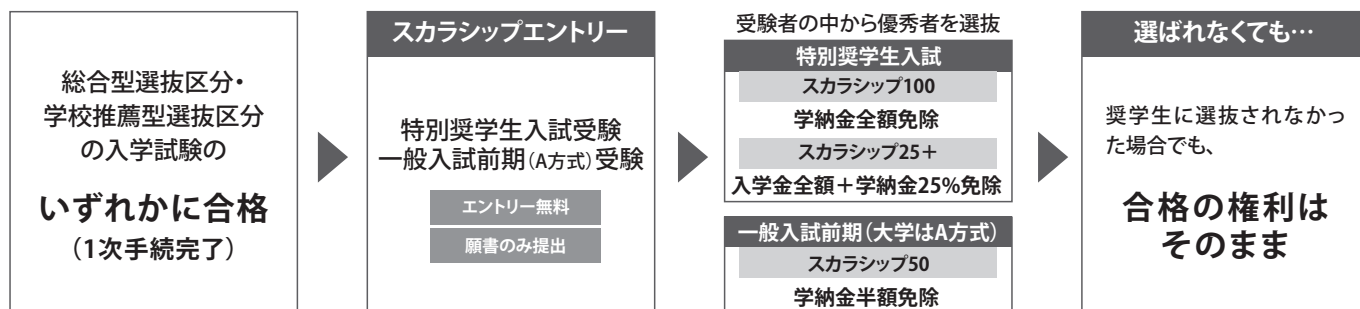 総合型選抜区分・
学校推薦型選抜区分
の入学試験の
いずれかに合格
（1次手続完了）
スカラシップエントリー
特別奨学生入試受験
一般入試前期（A方式）受験
エントリー無料
願書のみ提出
受験者の中から優秀者を選抜
特別奨学生入試
スカラシップ100
学納金全額免除
スカラシップ25＋
入学金全額＋学納金25%免除
一般入試前期（大学はA方式）
スカラシップ50
学納金半額免除
選ばれなくても…
奨学生に選抜されなかっ
た場合でも、
合格の権利は
そのまま